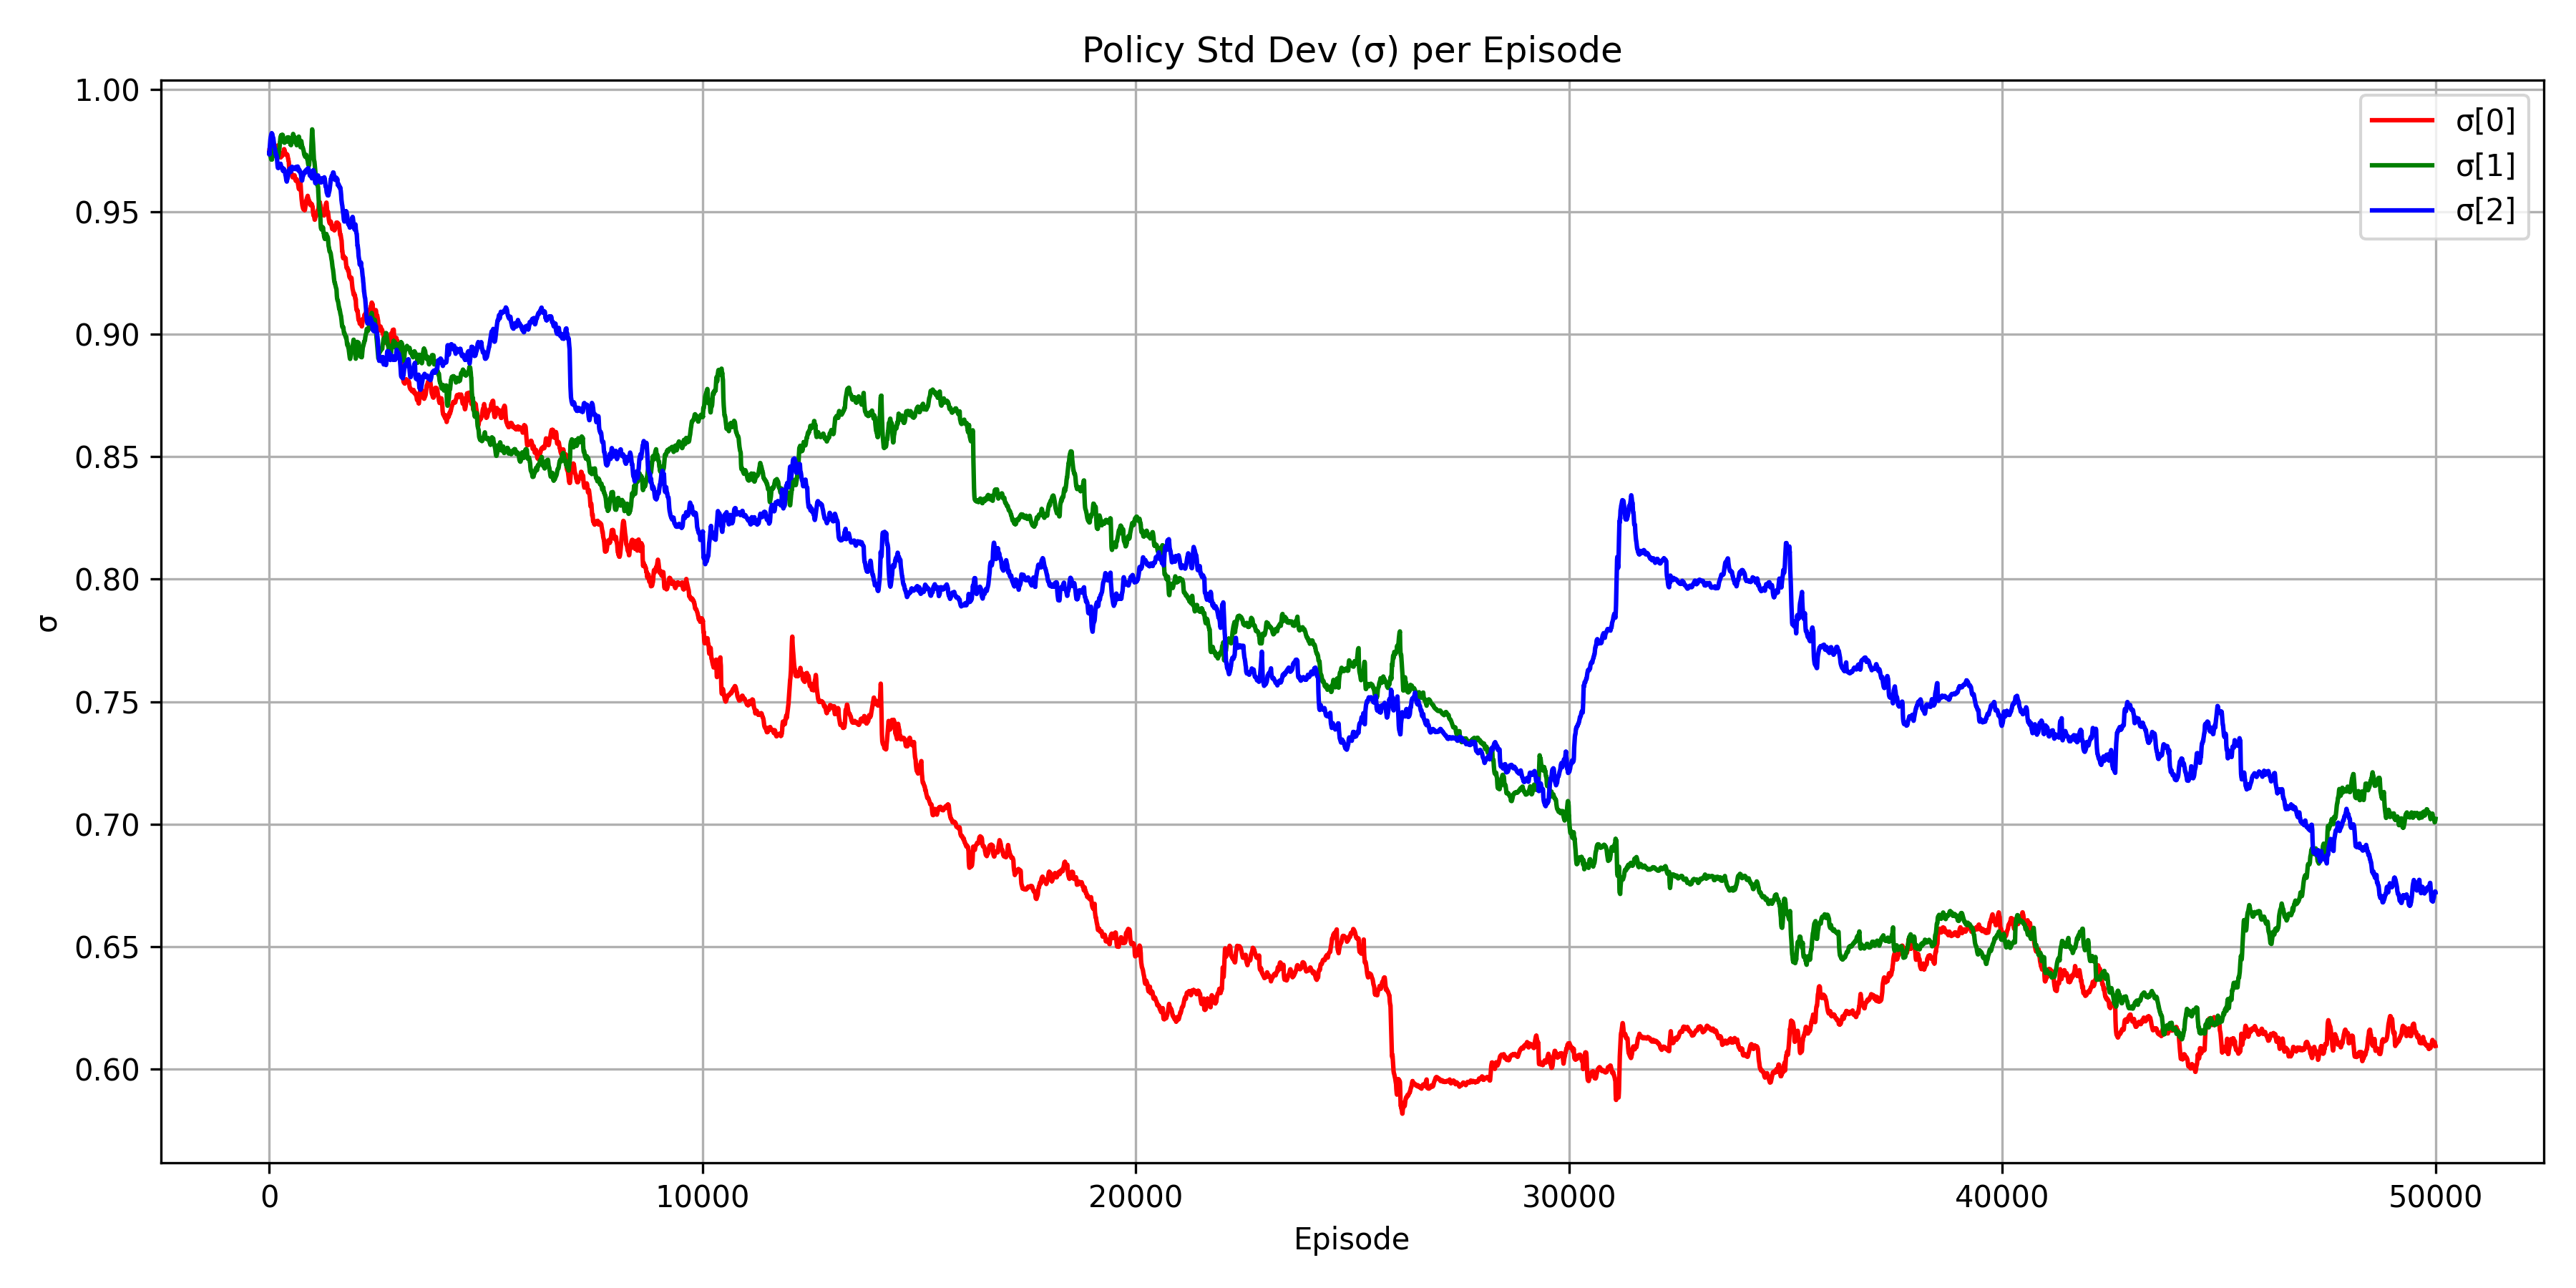 Policy Std Dev (σ) per Episode
1.00
0.95
0.90
0.85
0.80
0.75
0.70
0.65
0.60
σ
σ[0]
σ[1]
σ[2]
0 10000 20000 30000 40000 50000
Episode